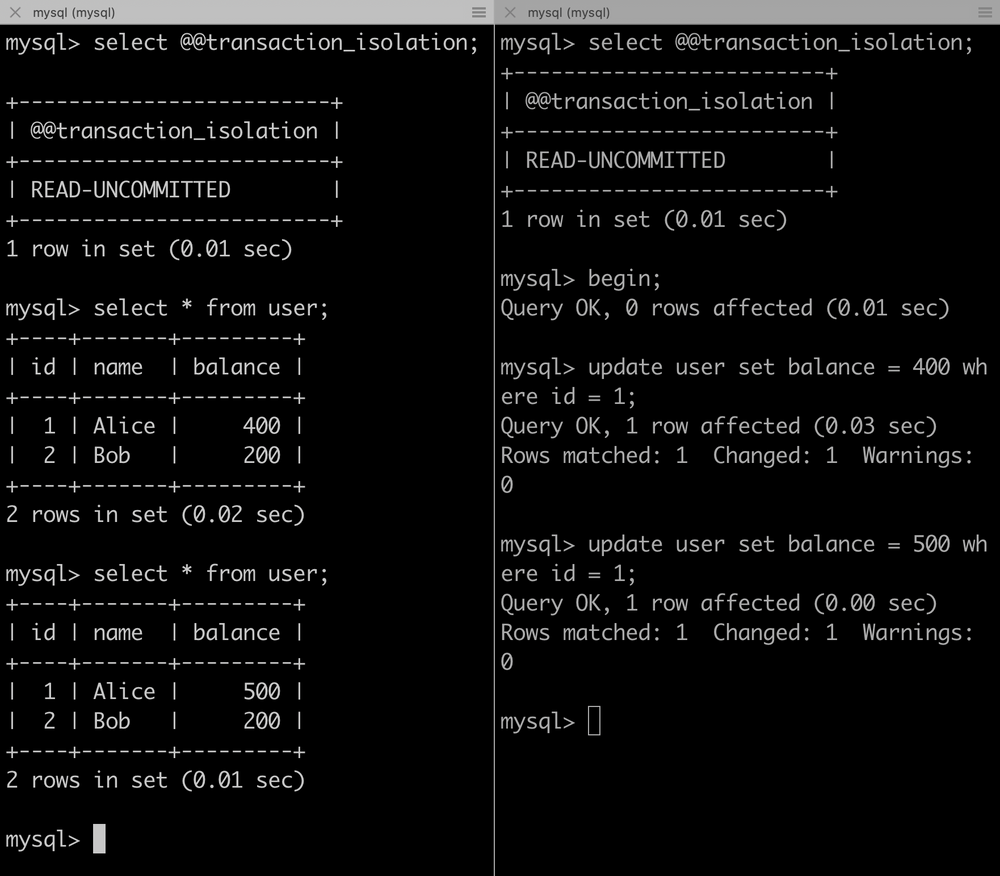 mysql (mysql)
mysql> select @@transaction_isolation;
+-------------------------+
| @@transaction_isolation |
+-------------------------+
| READ-UNCOMMITTED        |
+-------------------------+
1 row in set (0.01 sec)
mysql> select * from user;
+----+-------+---------+
| id | name  | balance |
+----+-------+---------+
|  1 | Alice |     400 |
|  2 | Bob   |     200 |
+----+-------+---------+
2 rows in set (0.02 sec)
mysql> select * from user;
+----+-------+---------+
| id | name  | balance |
+----+-------+---------+
|  1 | Alice |     500 |
|  2 | Bob   |     200 |
+----+-------+---------+
2 rows in set (0.01 sec)
mysql>
mysql (mysql)
mysql> select @@transaction_isolation;
+-------------------------+
| @@transaction_isolation |
+-------------------------+
| READ-UNCOMMITTED        |
+-------------------------+
1 row in set (0.01 sec)
mysql> begin;
Query OK, 0 rows affected (0.01 sec)
mysql> update user set balance = 400 wh
ere id = 1;
Query OK, 1 row affected (0.03 sec)
Rows matched: 1  Changed: 1  Warnings:
0
mysql> update user set balance = 500 wh
ere id = 1;
Query OK, 1 row affected (0.00 sec)
Rows matched: 1  Changed: 1  Warnings:
0
mysql>